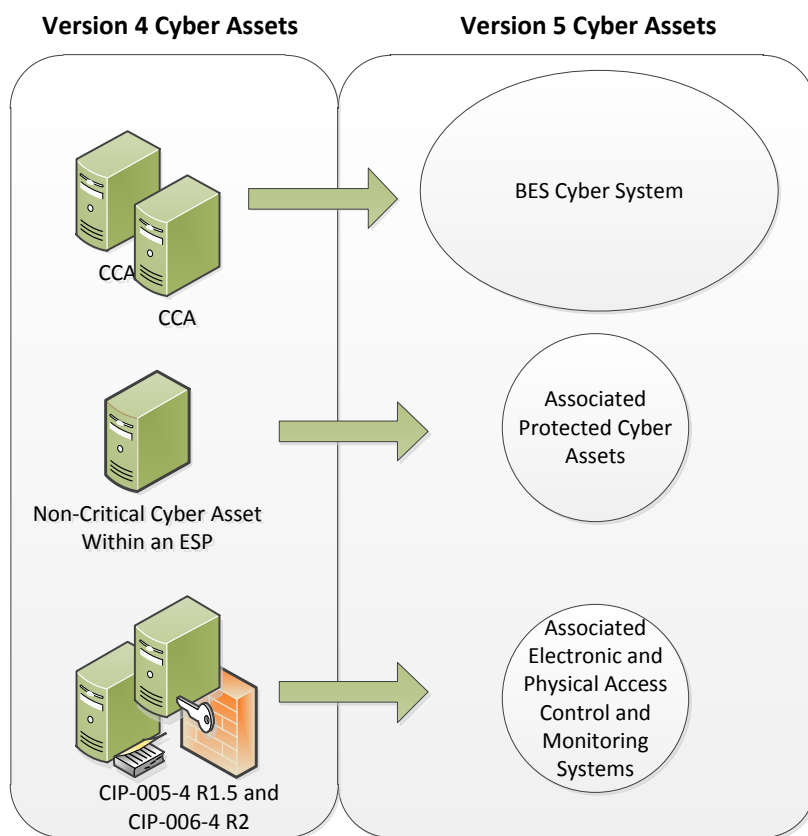 Version 4 Cyber Assets
Version 5 Cyber Assets
CCA
CCA
BES Cyber System
Non-Critical Cyber Asset
Within an ESP
Associated
Protected Cyber
Assets
CIP-005-4 R1.5 and
CIP-006-4 R2
Associated
Electronic and
Physical Access
Control and
Monitoring
Systems